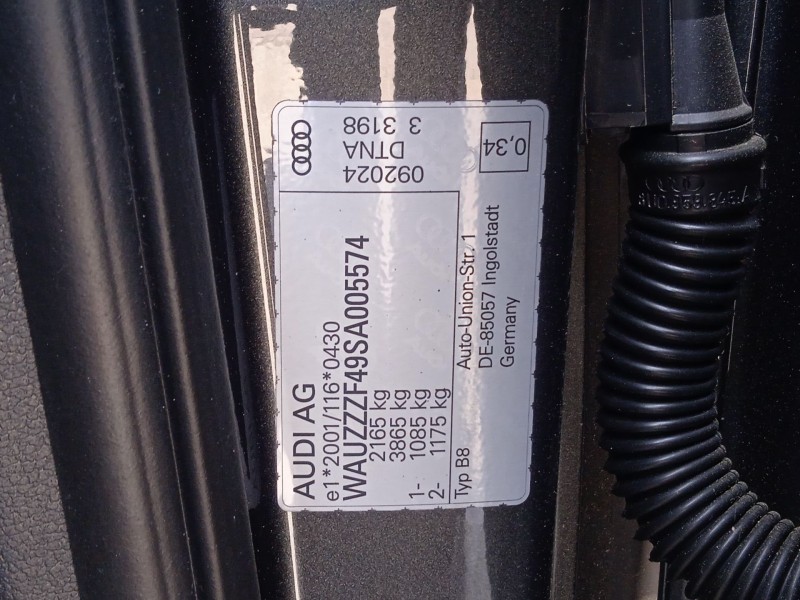 AUDI AG
e1*2001/116*0430
WAUZZZF49SA005574
2165 kg
3865 kg
1- 1085 kg
2- 1175 kg
Typ B8
Auto-Union-Str. 1
DE-85057 Ingolstadt
Germany
092024
DTNA
3 3198
0,34